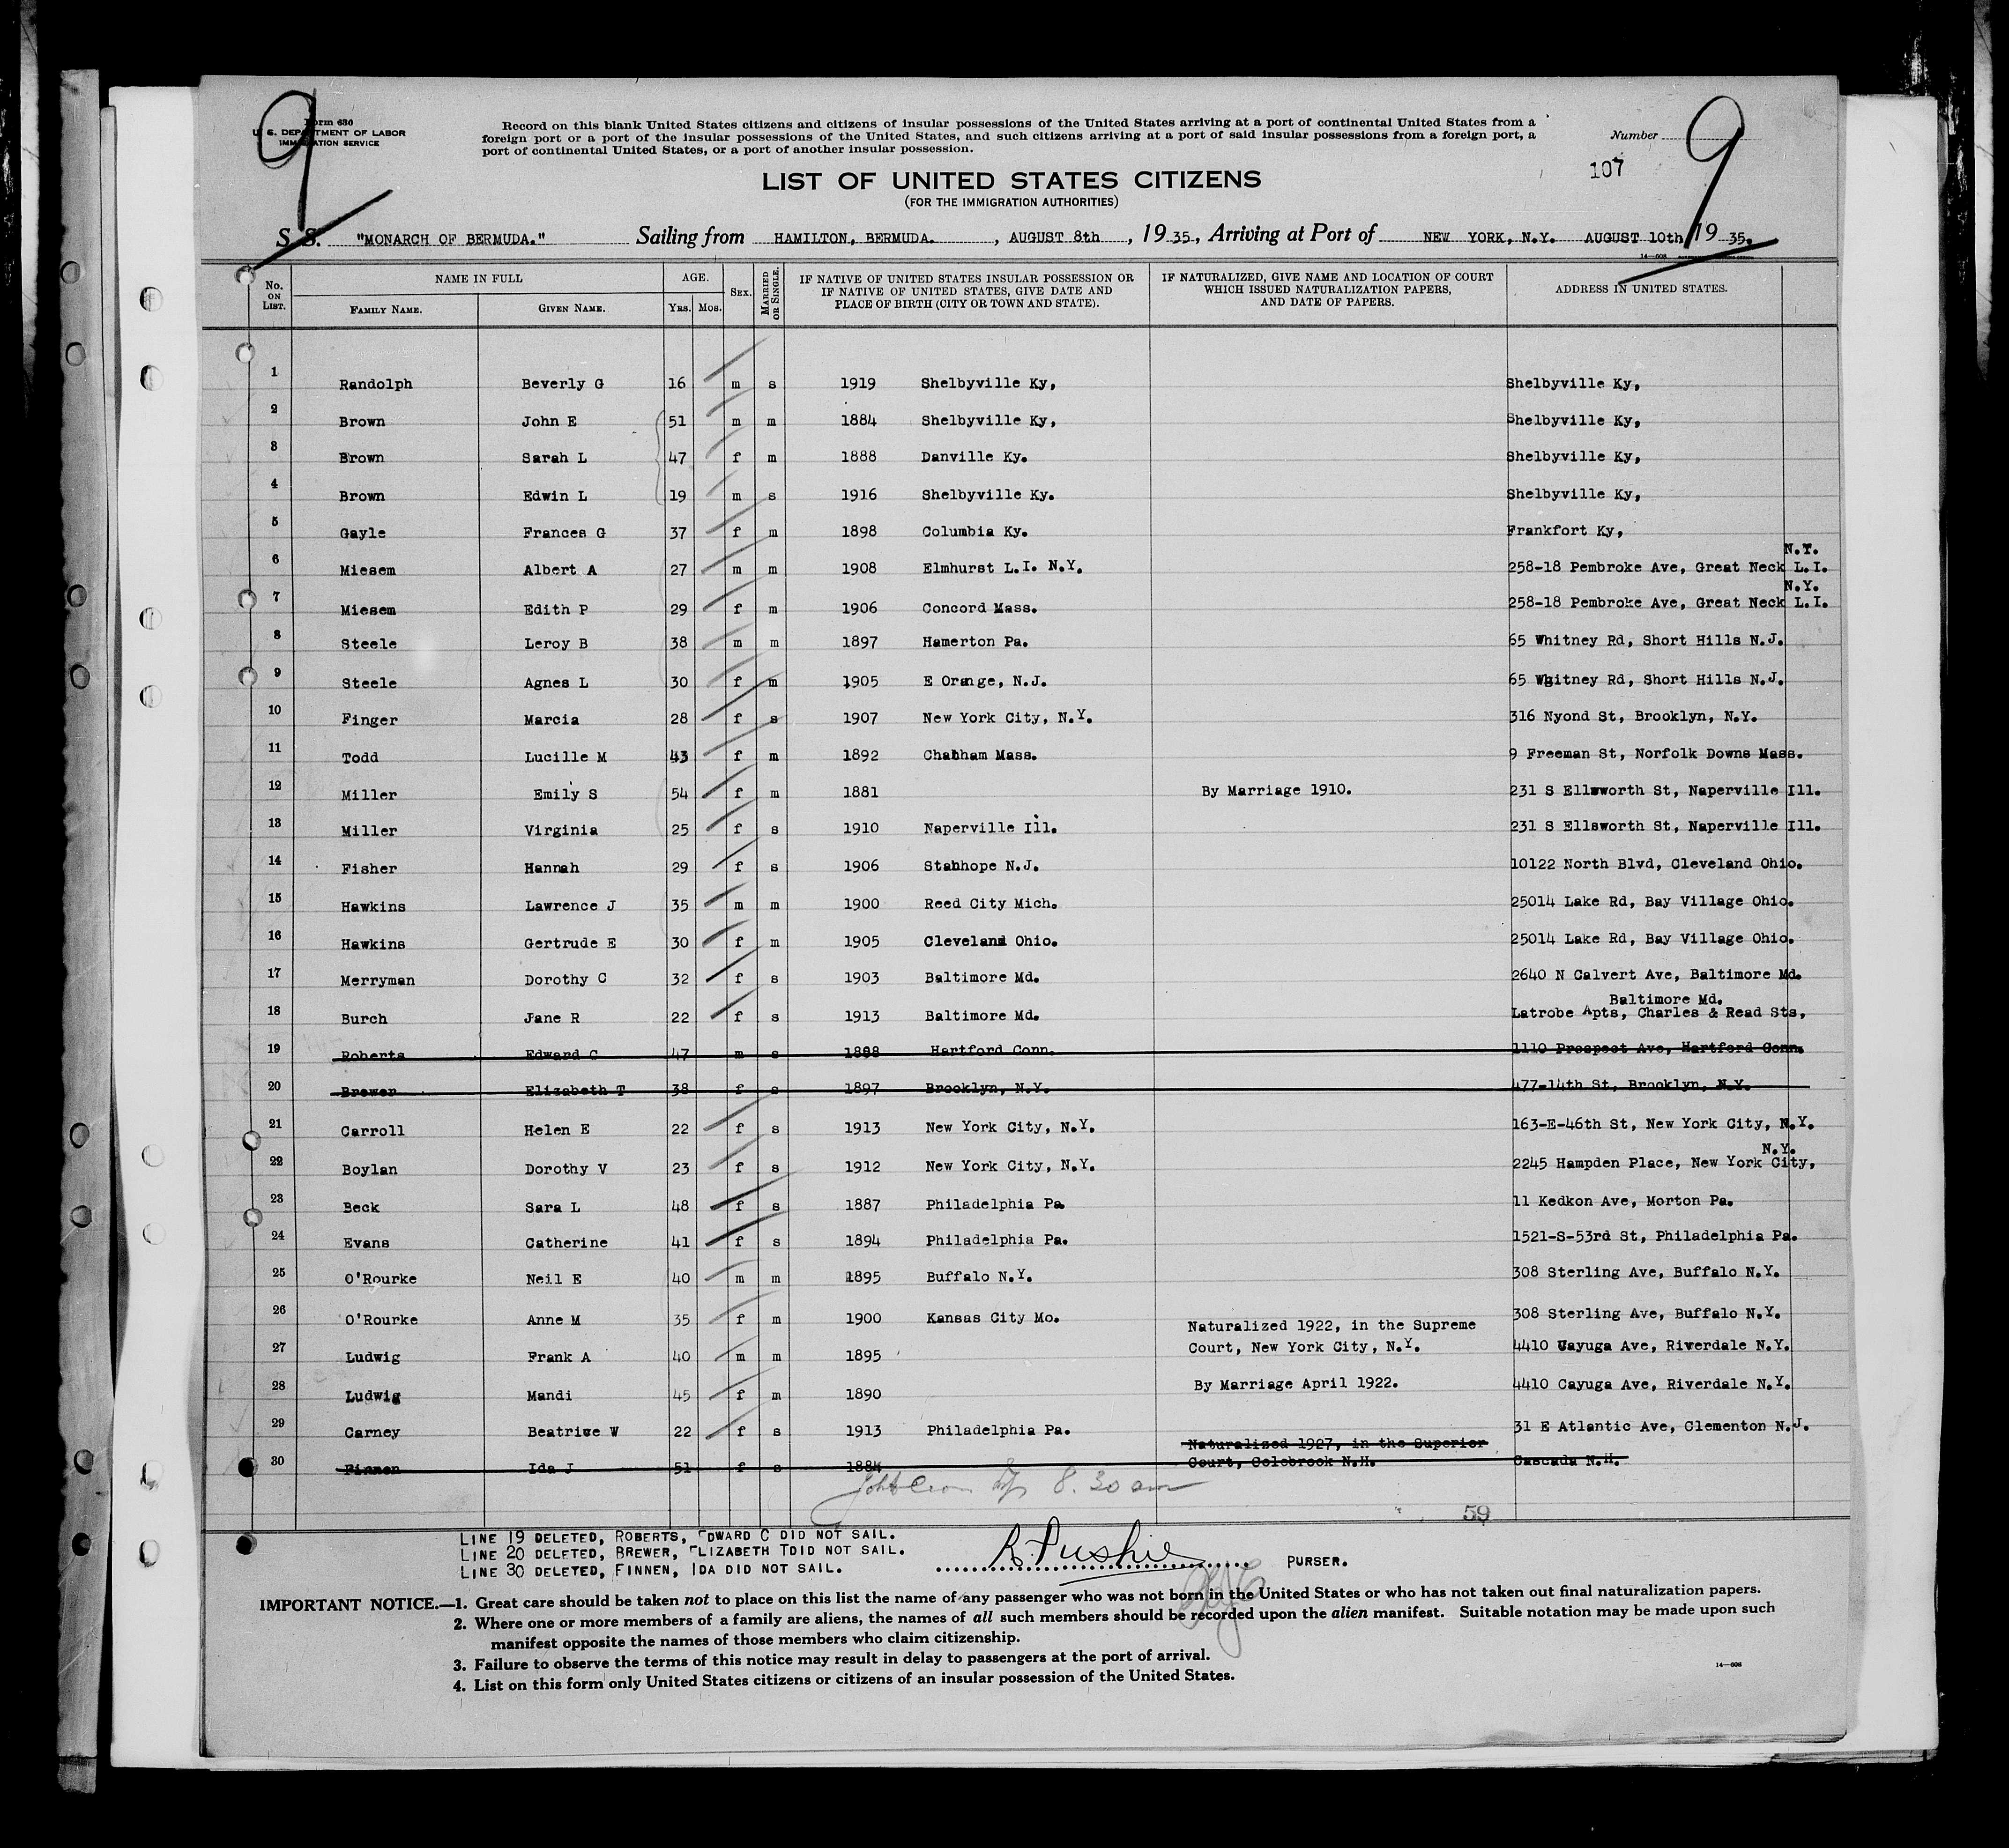 9
Form 686
U. S. DEPARTMENT OF LABOR
IMMIGRATION SERVICE
Record on this blank United States citizens and citizens of insular possessions of the United States arriving at a port of continental United States from a
foreign port or a port of the insular possessions of the United States, and such citizens arriving at a port of said insular possessions from a foreign port, a
port of continental United States, or a port of another insular possession.
Number 9
107
LIST OF UNITED STATES CITIZENS
(FOR THE IMMIGRATION AUTHORITIES)
S. S. "MONARCH OF BERMUDA." Sailing from HAMILTON, BERMUDA. , AUGUST 8th , 19 35., Arriving at Port of NEW YORK, N.Y. AUGUST 10th, 19 35.
14—608
No. ON LIST. NAME IN FULL AGE. SEX. MARRIED OR SINGLE. IF NATIVE OF UNITED STATES INSULAR POSSESSION OR IF NATIVE OF UNITED STATES, GIVE DATE AND PLACE OF BIRTH (CITY OR TOWN AND STATE). IF NATURALIZED, GIVE NAME AND LOCATION OF COURT WHICH ISSUED NATURALIZATION PAPERS, AND DATE OF PAPERS. ADDRESS IN UNITED STATES.
FAMILY NAME. GIVEN NAME. YRS. MOS.
1 Randolph Beverly G 16 m s 1919 Shelbyville Ky, Shelbyville Ky,
2 Brown John E 51 m m 1884 Shelbyville Ky, Shelbyville Ky,
3 Brown Sarah L 47 f m 1888 Danville Ky. Shelbyville Ky,
4 Brown Edwin L 19 m s 1916 Shelbyville Ky. Shelbyville Ky,
5 Gayle Frances G 37 f m 1898 Columbia Ky. Frankfort Ky,
N.Y.
6 Miesem Albert A 27 m m 1908 Elmhurst L.I. N.Y. 258-18 Pembroke Ave, Great Neck L.I.
N.Y.
7 Miesem Edith P 29 f m 1906 Concord Mass. 258-18 Pembroke Ave, Great Neck L.I.
8 Steele Leroy B 38 m m 1897 Hamerton Pa. 65 Whitney Rd, Short Hills N.J.
9 Steele Agnes L 30 f m 1905 E Orange, N.J. 65 Whitney Rd, Short Hills N.J.
10 Finger Marcia 28 f s 1907 New York City, N.Y. 316 Nyond St, Brooklyn, N.Y.
11 Todd Lucille M 43 f m 1892 Chahham Mass. 9 Freeman St, Norfolk Downs Mass.
12 Miller Emily S 54 f m 1881 By Marriage 1910. 231 S Ellsworth St, Naperville Ill.
13 Miller Virginia 25 f s 1910 Naperville Ill. 231 S Ellsworth St, Naperville Ill.
14 Fisher Hannah 29 f s 1906 Stahhope N.J. 10122 North Blvd, Cleveland Ohio.
15 Hawkins Lawrence J 35 m m 1900 Reed City Mich. 25014 Lake Rd, Bay Village Ohio.
16 Hawkins Gertrude E 30 f m 1905 Cleveland Ohio. 25014 Lake Rd, Bay Village Ohio.
17 Merryman Dorothy C 32 f s 1903 Baltimore Md. 2640 N Calvert Ave, Baltimore Md.
Baltimore Md.
18 Burch Jane R 22 f s 1913 Baltimore Md. Latrobe Apts, Charles & Read Sts,
19 Roberts Edward C 47 m s 1888 Hartford Conn. 1110 Prospect Ave, Hartford Conn.
20 Brewer Elizabeth T 38 f s 1897 Brooklyn, N.Y. 477-14th St, Brooklyn, N.Y.
21 Carroll Helen E 22 f s 1913 New York City, N.Y. 163-E-46th St, New York City, N.Y.
N.Y.
22 Boylan Dorothy V 23 f s 1912 New York City, N.Y. 2245 Hampden Place, New York City,
23 Beck Sara L 48 f s 1887 Philadelphia Pa 11 Kedkon Ave, Morton Pa.
24 Evans Catherine 41 f s 1894 Philadelphia Pa. 1521-S-53rd St, Philadelphia Pa.
25 O'Rourke Neil E 40 m m 1895 Buffalo N.Y. 308 Sterling Ave, Buffalo N.Y.
26 O'Rourke Anne M 35 f m 1900 Kansas City Mo. 308 Sterling Ave, Buffalo N.Y.
Naturalized 1922, in the Supreme
27 Ludwig Frank A 40 m m 1895 Court, New York City, N.Y. 4410 Cayuga Ave, Riverdale N.Y.
28 Ludwig Mandi 45 f m 1890 By Marriage April 1922. 4410 Cayuga Ave, Riverdale N.Y.
29 Carney Beatrice W 22 f s 1913 Philadelphia Pa. 31 E Atlantic Ave, Clementon N.J.
Naturalized 1927, in the Superior
30 Finnen Ida J 51 f s 1884 Court, Colebrook N.H. Cascada N.H.
8.30 am
59
LINE 19 DELETED, ROBERTS, EDWARD C DID NOT SAIL.
LINE 20 DELETED, BREWER, ELIZABETH TDID NOT SAIL.
LINE 30 DELETED, FINNEN, IDA DID NOT SAIL.
R. Pushie PURSER.
IMPORTANT NOTICE.—1. Great care should be taken not to place on this list the name of any passenger who was not born in the United States or who has not taken out final naturalization papers.
2. Where one or more members of a family are aliens, the names of all such members should be recorded upon the alien manifest. Suitable notation may be made upon such
manifest opposite the names of those members who claim citizenship.
3. Failure to observe the terms of this notice may result in delay to passengers at the port of arrival.
4. List on this form only United States citizens or citizens of an insular possession of the United States.
14—608